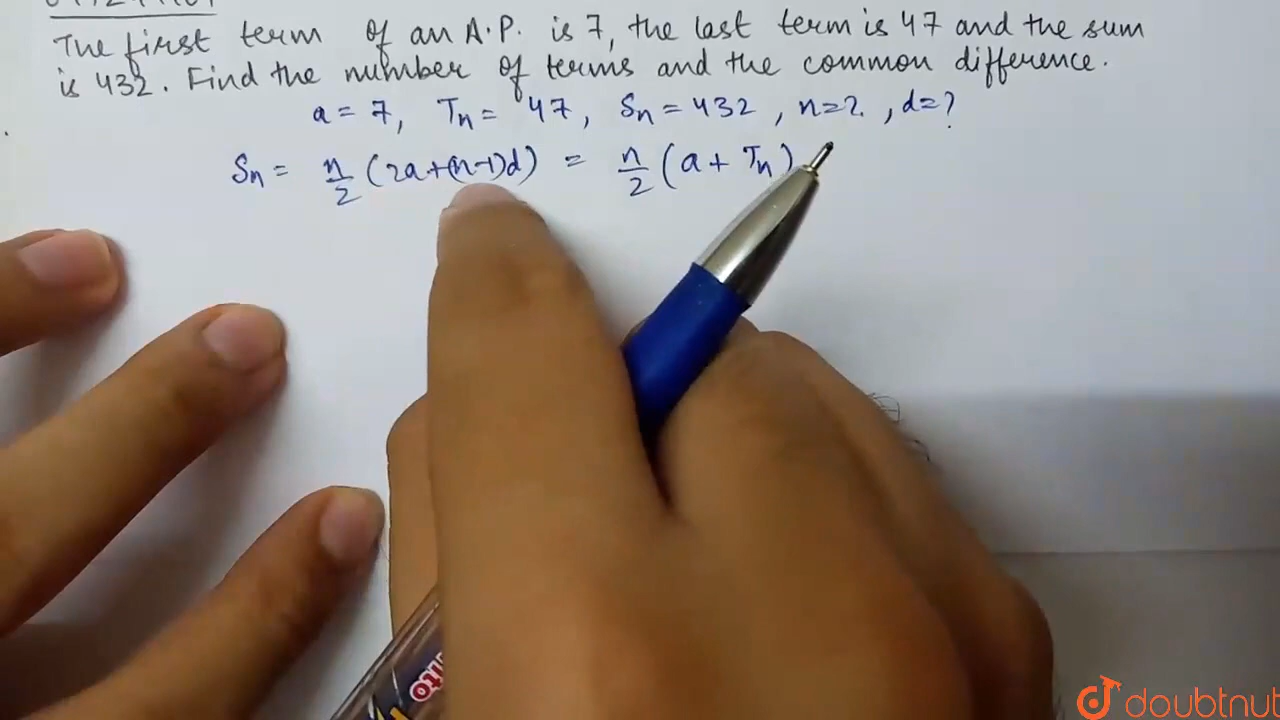 The first term of an A.P. is 7, the last term is 47 and the sum
is 432. Find the number of terms and the common difference.
a = 7, Tn = 47, Sn = 432, n=?, d=?
Sn = n/2 (2a+(n-1)d) = n/2 (a + Tn)
doubtnut